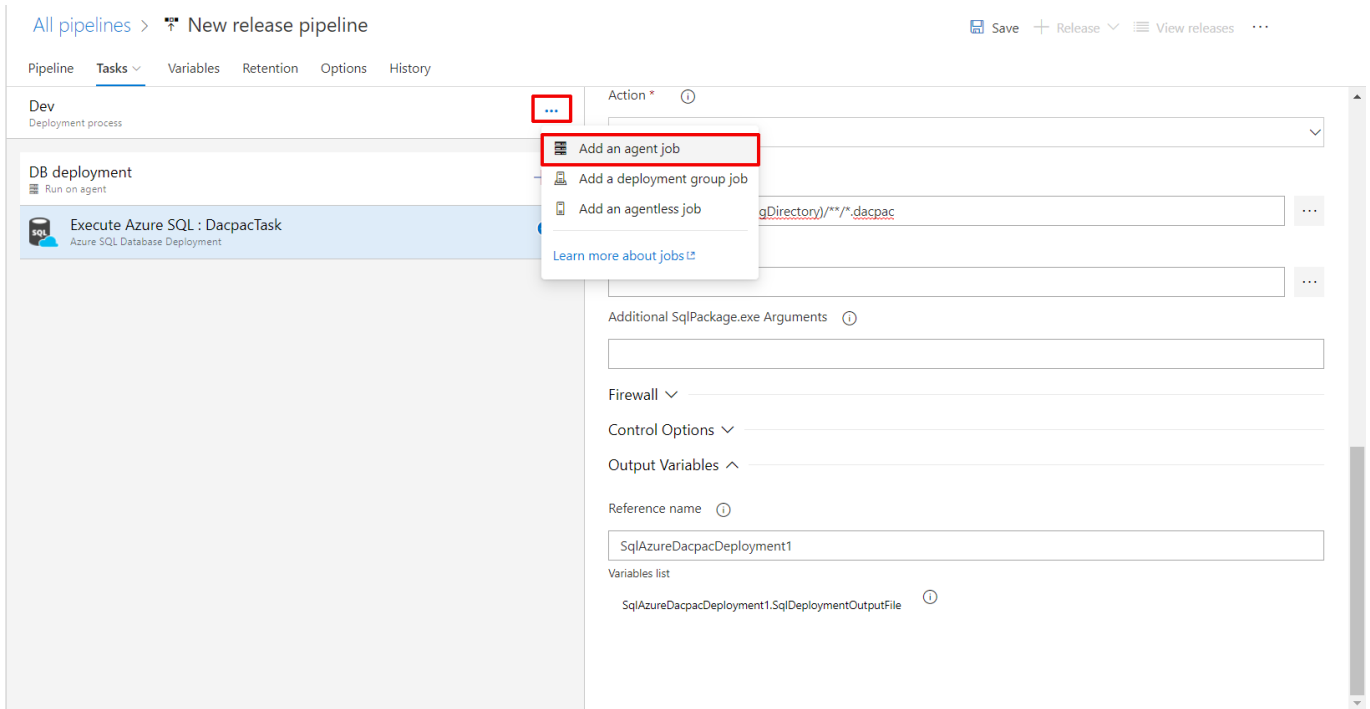 All pipelines > New release pipeline
Save Release View releases ...
Pipeline Tasks Variables Retention Options History
Dev
Deployment process
...
Action *
Add an agent job
DB deployment
Run on agent
Add a deployment group job
Add an agentless job
gDirectory)/**/*.dacpac
...
Execute Azure SQL : DacpacTask
Azure SQL Database Deployment
SQL
Learn more about jobs
...
Additional SqlPackage.exe Arguments
Firewall
Control Options
Output Variables
Reference name
SqlAzureDacpacDeployment1
Variables list
SqlAzureDacpacDeployment1.SqlDeploymentOutputFile